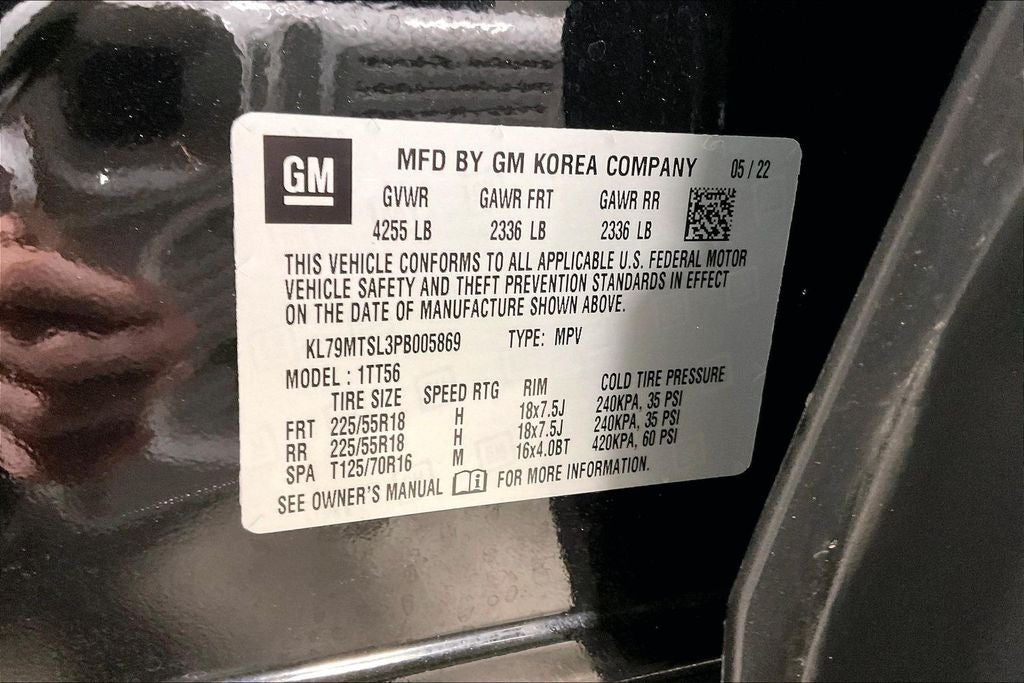 GM
MFD BY GM KOREA COMPANY 05 / 22
GVWR GAWR FRT GAWR RR
4255 LB 2336 LB 2336 LB
THIS VEHICLE CONFORMS TO ALL APPLICABLE U.S. FEDERAL MOTOR
VEHICLE SAFETY AND THEFT PREVENTION STANDARDS IN EFFECT
ON THE DATE OF MANUFACTURE SHOWN ABOVE.
KL79MTSL3PB005869 TYPE: MPV
MODEL : 1TT56
TIRE SIZE SPEED RTG RIM COLD TIRE PRESSURE
FRT 225/55R18 H 18x7.5J 240KPA, 35 PSI
RR 225/55R18 H 18x7.5J 240KPA, 35 PSI
SPA T125/70R16 M 16x4.0BT 420KPA, 60 PSI
SEE OWNER'S MANUAL FOR MORE INFORMATION.